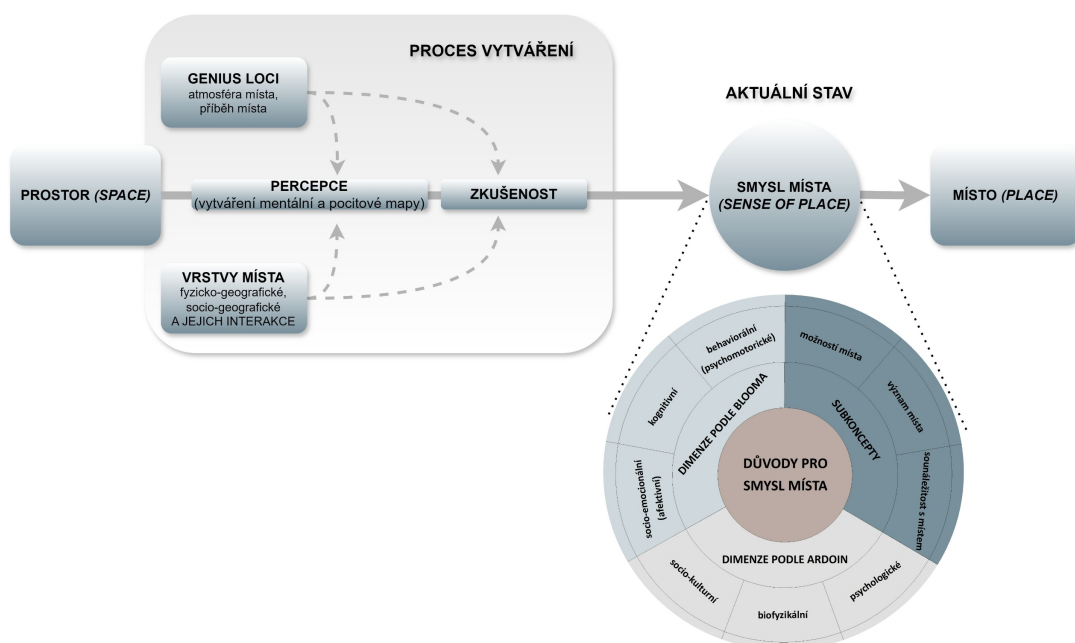 PROCES VYTVÁŘENÍ
GENIUS LOCI
atmosféra místa,
příběh místa
AKTUÁLNÍ STAV
PROSTOR (SPACE)
PERCEPCE
(vytváření mentální a pocitové mapy)
ZKUŠENOST
SMYSL MÍSTA
(SENSE OF PLACE)
MÍSTO (PLACE)
VRSTVY MÍSTA
fyzicko-geografické,
socio-geografické
A JEJICH INTERAKCE
behaviorální
(psychomotorické)
možností místa
kognitivní
význam místa
DIMENZE PODLE BLOOMA
SUBKONCEPTY
DŮVODY PRO
SMYSL MÍSTA
socio-emocionální
(afektivní)
sounáležitost s místem
DIMENZE PODLE ARDOIN
socio-kulturní
biofyzikální
psychologické